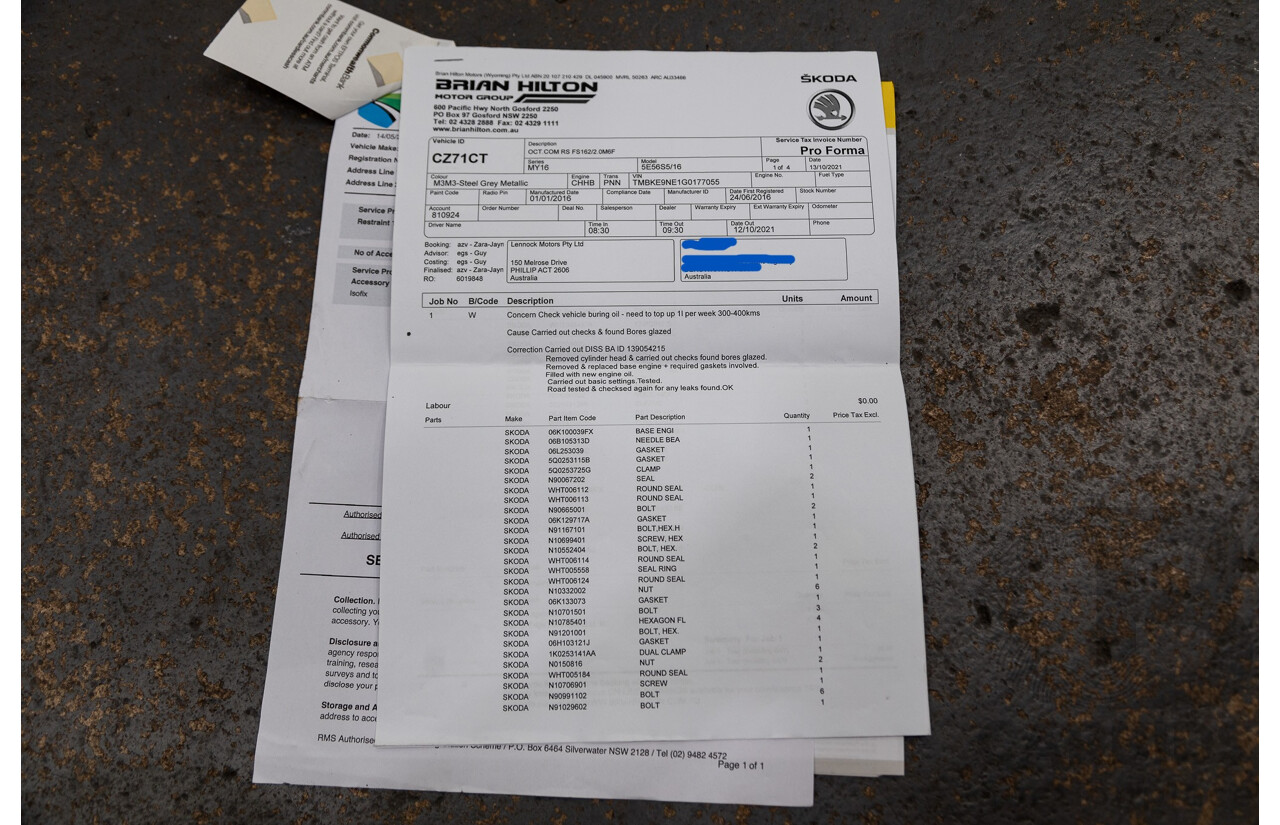 CommonwealthBank
Brian Hilton Motors (Wyoming) Pty Ltd ABN
BRIAN HILTON
MOTOR GROUP
600 Pacific Hwy North Gosford 2250
PO Box 97 Gosford NSW 2250
Tel: 02 4328 2888 Fax: 02 4329 1111
www.brianhilton.com.au
ŠKODA
Service Tax Invoice Number
Pro Forma
Vehicle ID
CZ71CT
Description
OCT.COM RS FS162/2.0M6F
Series
MY16
Model
5E56S5/16
Page
1 of 4
Date
13/10/2021
Colour
M3M3-Steel Grey Metallic
Engine
CHHB
Trans
PNN
VIN
TMBKE9NE1G0177055
Engine No.
Fuel Type
Paint Code
Radio Pin
Manufactured Date
01/01/2016
Compliance Date
Manufacturer ID
Date First Registered
24/06/2016
Stock Number
Account
810924
Order Number
Deal No.
Salesperson
Dealer
Warranty Expiry
Ext Warranty Expiry
Odometer
Driver Name
Time In
08:30
Time Out
09:30
Date Out
12/10/2021
Phone
Booking: azv - Zara-Jayn
Advisor: egs - Guy
Costing: egs - Guy
Finalised: azv - Zara-Jayn
RO: 6019848
Lennock Motors Pty Ltd
150 Melrose Drive
PHILLIP ACT 2606
Australia
Australia
Job No B/Code Description Units Amount
1 W Concern Check vehicle buring oil - need to top up 1l per week 300-400kms
Cause Carried out checks & found Bores glazed
Correction Carried out DISS BA ID 139054215
Removed cylinder head & carried out checks found bores glazed.
Removed & replaced base engine + required gaskets involved.
Filled with new engine oil.
Carried out basic settings.Tested.
Road tested & checksed again for any leaks found.OK
Labour $0.00
Parts Make Part Item Code Part Description Quantity Price Tax Excl.
SKODA 06K100039FX BASE ENGI 1
SKODA 06B105313D NEEDLE BEA 1
SKODA 06L253039 GASKET 1
SKODA 5Q0253115B GASKET 1
SKODA 5Q0253725G CLAMP 1
SKODA N90067202 SEAL 2
SKODA WHT006112 ROUND SEAL 1
SKODA WHT006113 ROUND SEAL 1
SKODA N90665001 BOLT 2
SKODA 06K129717A GASKET 1
SKODA N91167101 BOLT,HEX.H 1
SKODA N10699401 SCREW, HEX 1
SKODA N10552404 BOLT, HEX. 2
SKODA WHT006114 ROUND SEAL 1
SKODA WHT005558 SEAL RING 1
SKODA WHT006124 ROUND SEAL 1
SKODA N10332002 NUT 6
SKODA 06K133073 GASKET 1
SKODA N10701501 BOLT 3
SKODA N10785401 HEXAGON FL 4
SKODA N91201001 BOLT, HEX. 1
SKODA 06H103121J GASKET 1
SKODA 1K0253141AA DUAL CLAMP 1
SKODA N0150816 NUT 2
SKODA WHT005184 ROUND SEAL 1
SKODA N10706901 SCREW 1
SKODA N90991102 BOLT 6
SKODA N91029602 BOLT 1
Date: 14/05/
Vehicle Make
Registration
Address Line
Address Line
Service
Restraint
No of
Service
Accessory
Isofix
Authorised
Authorised
SE
Collection.
collecting
accessory.
Disclosure
agency
training,
surveys and
disclose your
Storage and
address to
RMS Authorised
Scheme / P.O. Box 6464 Silverwater NSW 2128 / Tel (02) 9482 4572
Page 1 of 1